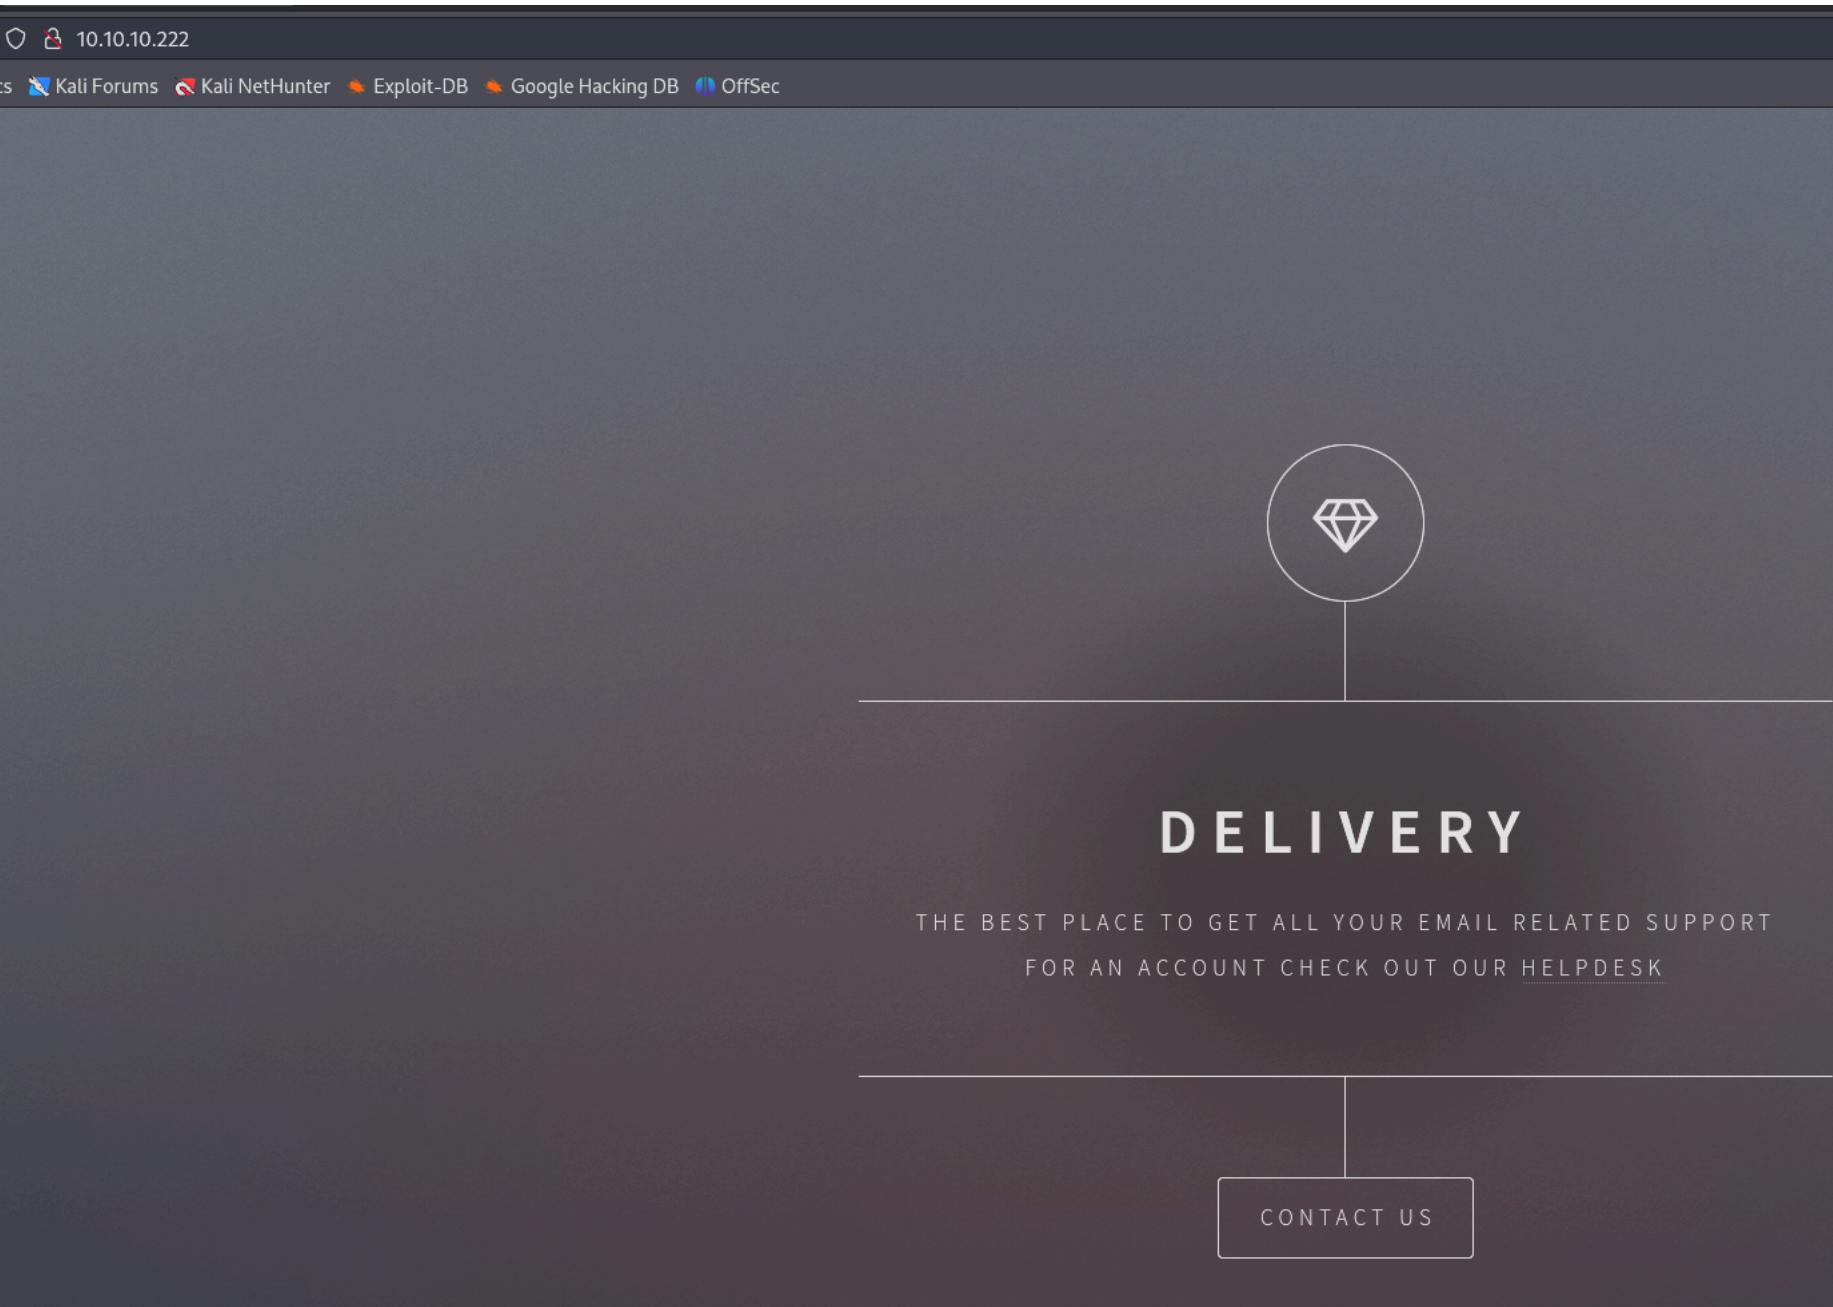 10.10.10.222
cs Kali Forums Kali NetHunter Exploit-DB Google Hacking DB OffSec
DELIVERY
THE BEST PLACE TO GET ALL YOUR EMAIL RELATED SUPPORT
FOR AN ACCOUNT CHECK OUT OUR HELPDESK
CONTACT US